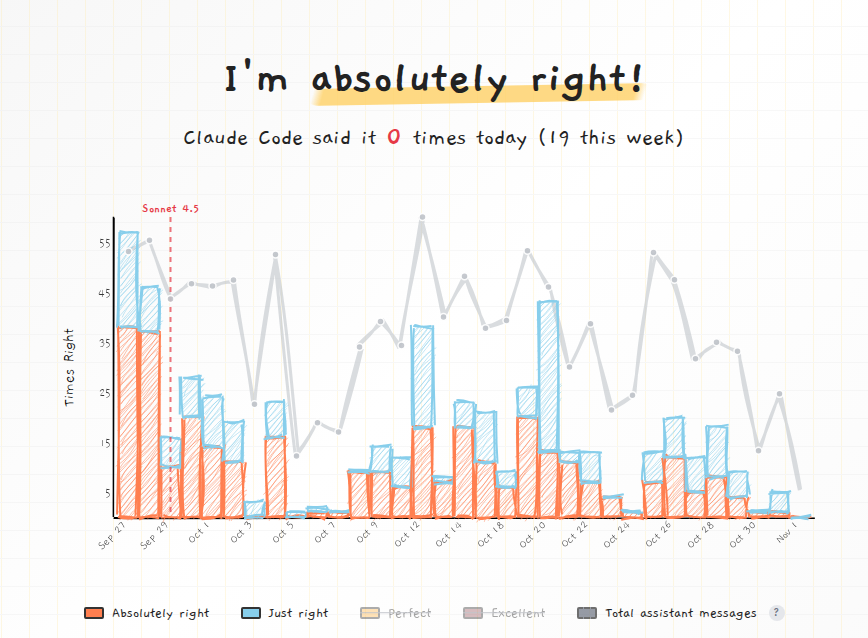 I'm absolutely right!
Claude Code said it 0 times today (19 this week)
Sonnet 4.5
55
45
35
25
15
5
Times Right
Sep 27
Sep 29
Oct 1
Oct 3
Oct 5
Oct 7
Oct 9
Oct 12
Oct 14
Oct 18
Oct 20
Oct 22
Oct 24
Oct 26
Oct 28
Oct 30
Nov 1
Absolutely right
Just right
Perfect
Excellent
Total assistant messages
?